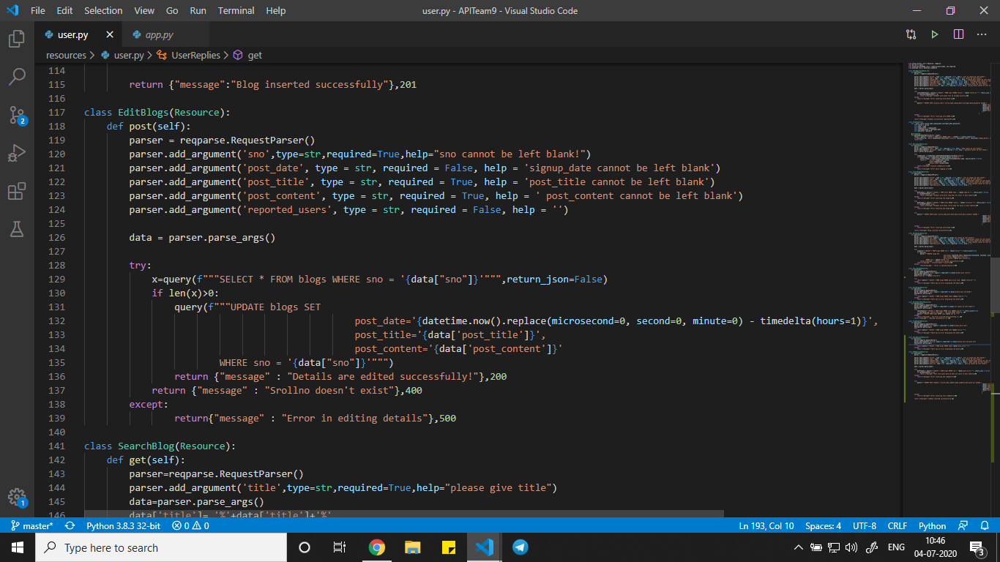 File Edit Selection View Go Run Terminal Help user.py - APITeam9 - Visual Studio Code
user.py app.py
resources > user.py > UserReplies > get
114
115 return {"message":"Blog inserted successfully"},201
116
117 class EditBlogs(Resource):
118 def post(self):
119 parser = reqparse.RequestParser()
120 parser.add_argument('sno',type=str,required=True,help="sno cannot be left blank!")
121 parser.add_argument('post_date', type = str, required = False, help = 'signup_date cannot be left blank')
122 parser.add_argument('post_title', type = str, required = True, help = 'post_title cannot be left blank')
123 parser.add_argument('post_content', type = str, required = True, help = ' post_content cannot be left blank')
124 parser.add_argument('reported_users', type = str, required = False, help = '')
125
126 data = parser.parse_args()
127
128 try:
129 x=query(f"""SELECT * FROM blogs WHERE sno = '{data["sno"]}'""",return_json=False)
130 if len(x)>0:
131 query(f"""UPDATE blogs SET
132 post_date='{datetime.now().replace(microsecond=0, second=0, minute=0) - timedelta(hours=1)}',
133 post_title='{data['post_title']}',
134 post_content='{data['post_content']}'
135 WHERE sno = '{data["sno"]}'""")
136 return {"message" : "Details are edited successfully!"},200
137 return {"message" : "Srollno doesn't exist"},400
138 except:
139 return{"message" : "Error in editing details"},500
140
141 class SearchBlog(Resource):
142 def get(self):
143 parser=reqparse.RequestParser()
144 parser.add_argument('title',type=str,required=True,help="please give title")
145 data=parser.parse_args()
146 data['title']= '%'+data['title']+'%'
2
1
master* Python 3.8.3 32-bit 0 0 Ln 193, Col 10 Spaces: 4 UTF-8 CRLF Python
Type here to search ENG 10:46
04-07-2020
3